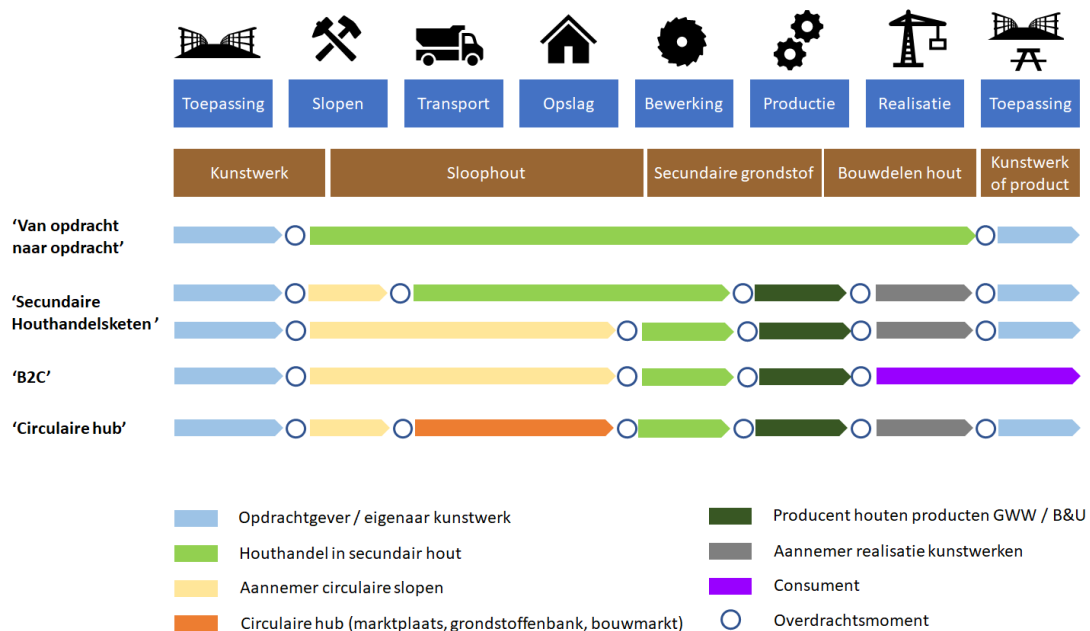 Toepassing
Slopen
Transport
Opslag
Bewerking
Productie
Realisatie
Toepassing
Kunstwerk
Sloophout
Secundaire grondstof
Bouwdelen hout
Kunstwerk
of product
‘Van opdracht
naar opdracht’
‘Secundaire
Houthandelsketen ’
‘B2C’
‘Circulaire hub’
Opdrachtgever / eigenaar kunstwerk
Houthandel in secundair hout
Aannemer circulaire slopen
Circulaire hub (marktplaats, grondstoffenbank, bouwmarkt)
Producent houten producten GWW / B&U
Aannemer realisatie kunstwerken
Consument
Overdrachtsmoment